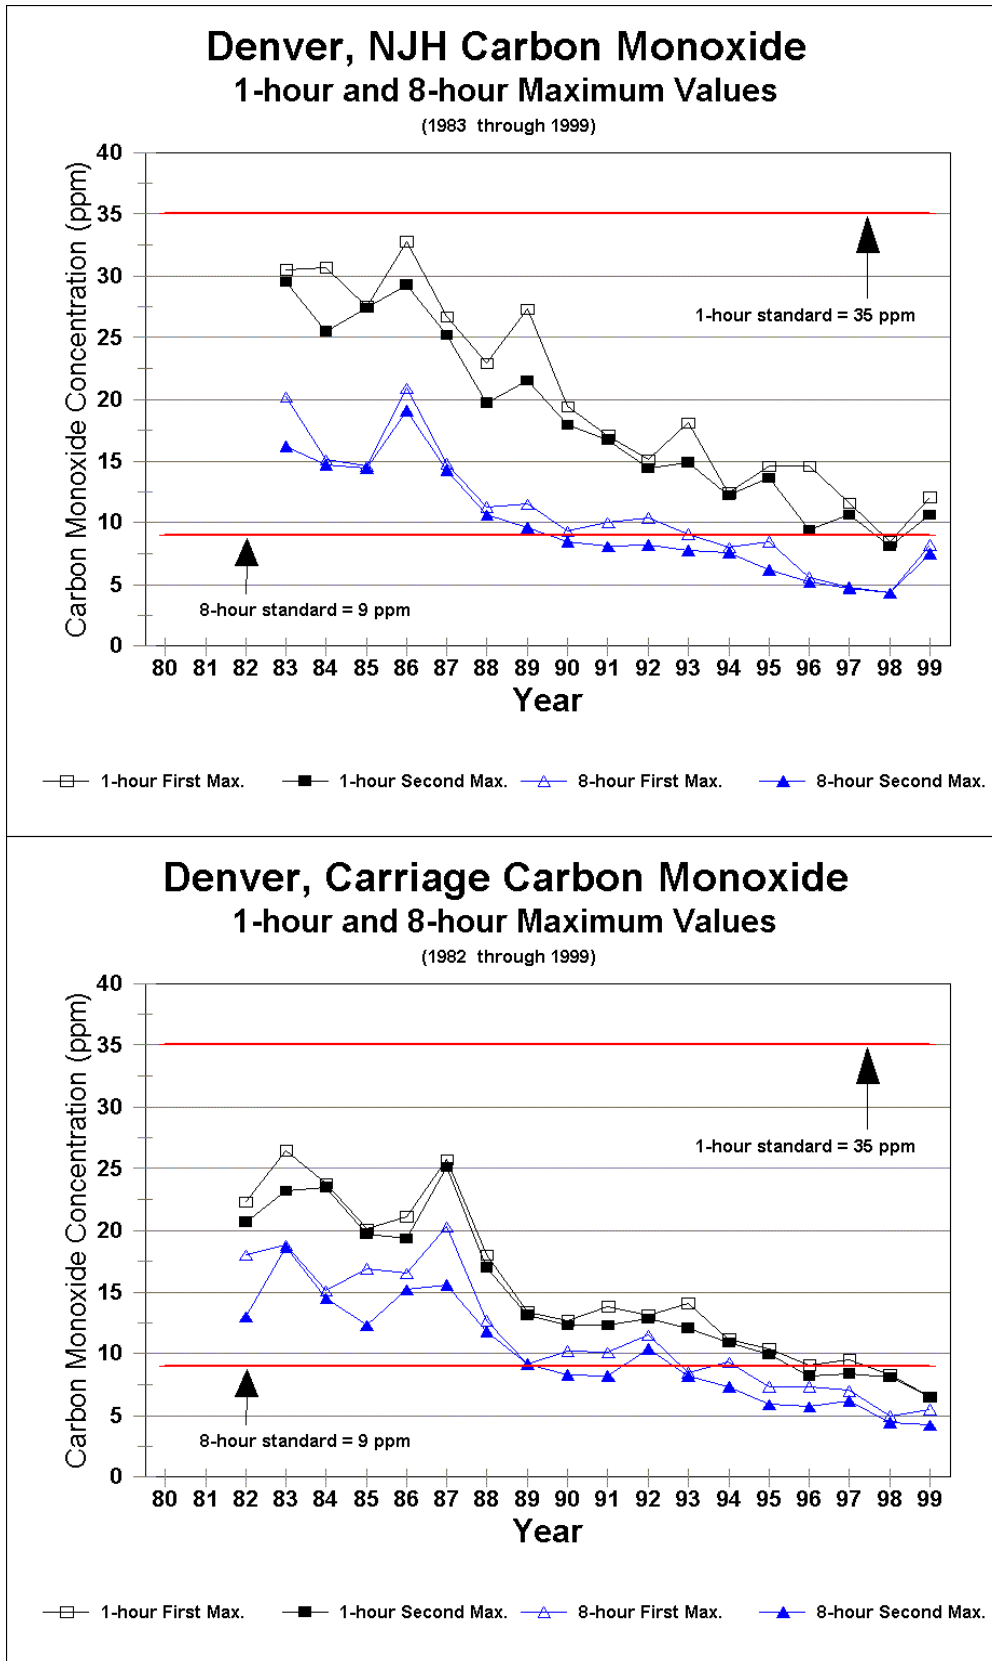 Denver, NJH Carbon Monoxide
1-hour and 8-hour Maximum Values
(1983 through 1999)
Carbon Monoxide Concentration (ppm)
40
35
30
25
20
15
10
5
0
1-hour standard = 35 ppm
8-hour standard = 9 ppm
80 81 82 83 84 85 86 87 88 89 90 91 92 93 94 95 96 97 98 99
Year
1-hour First Max. 1-hour Second Max. 8-hour First Max. 8-hour Second Max.
Denver, Carriage Carbon Monoxide
1-hour and 8-hour Maximum Values
(1982 through 1999)
Carbon Monoxide Concentration (ppm)
40
35
30
25
20
15
10
5
0
1-hour standard = 35 ppm
8-hour standard = 9 ppm
80 81 82 83 84 85 86 87 88 89 90 91 92 93 94 95 96 97 98 99
Year
1-hour First Max. 1-hour Second Max. 8-hour First Max. 8-hour Second Max.